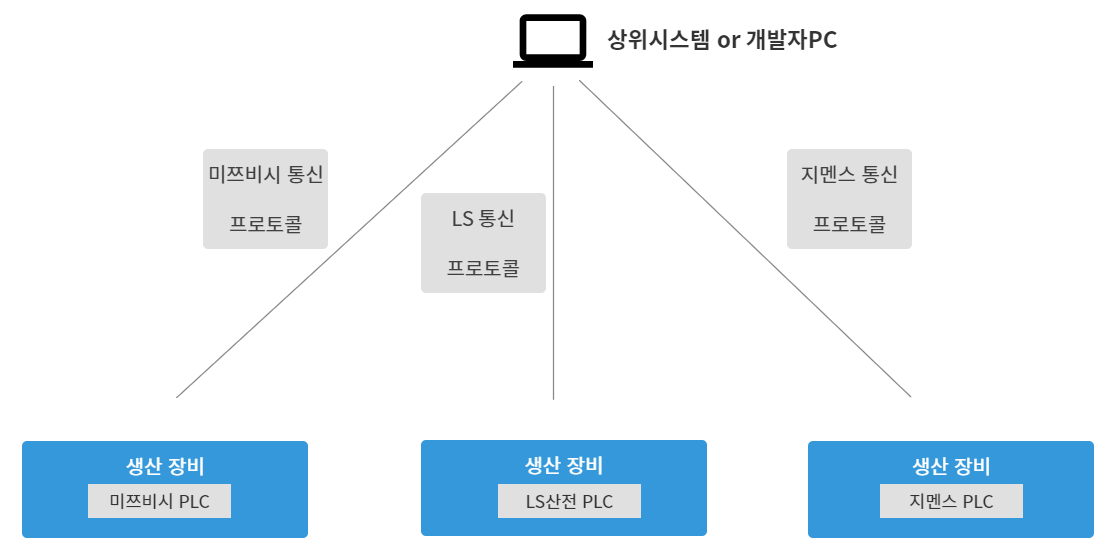 상위시스템 or 개발자PC
미쯔비시 통신
프로토콜
LS 통신
프로토콜
지멘스 통신
프로토콜
생산 장비
미쯔비시 PLC
생산 장비
LS산전 PLC
생산 장비
지멘스 PLC